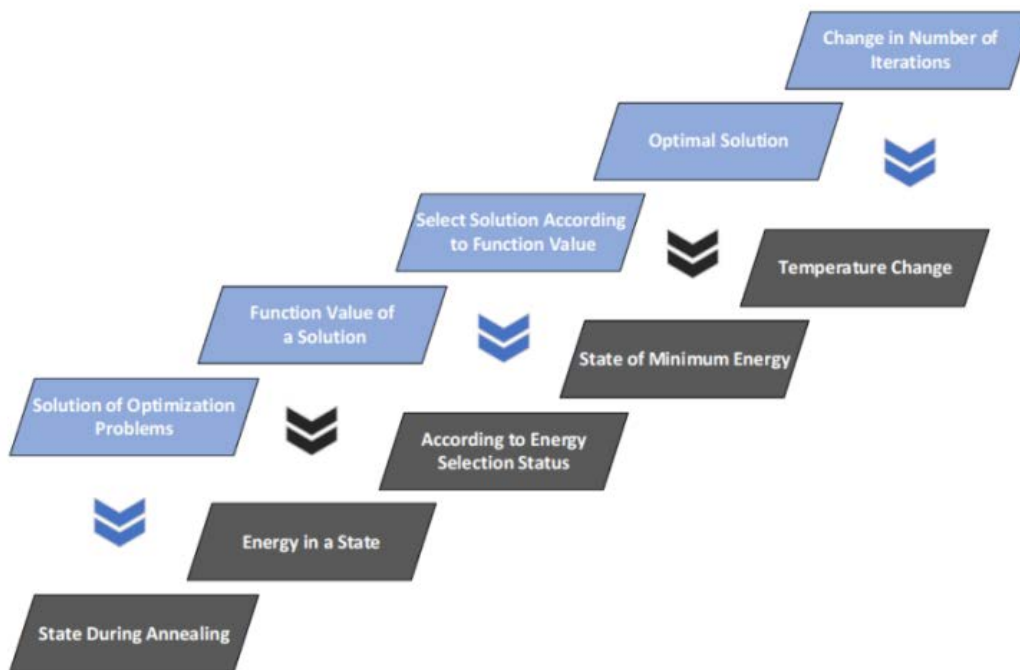 Change in Number of
Iterations
Optimal Solution
Select Solution According
to Function Value
Temperature Change
Function Value of
a Solution
State of Minimum Energy
Solution of Optimization
Problems
According to Energy
Selection Status
Energy in a State
State During Annealing